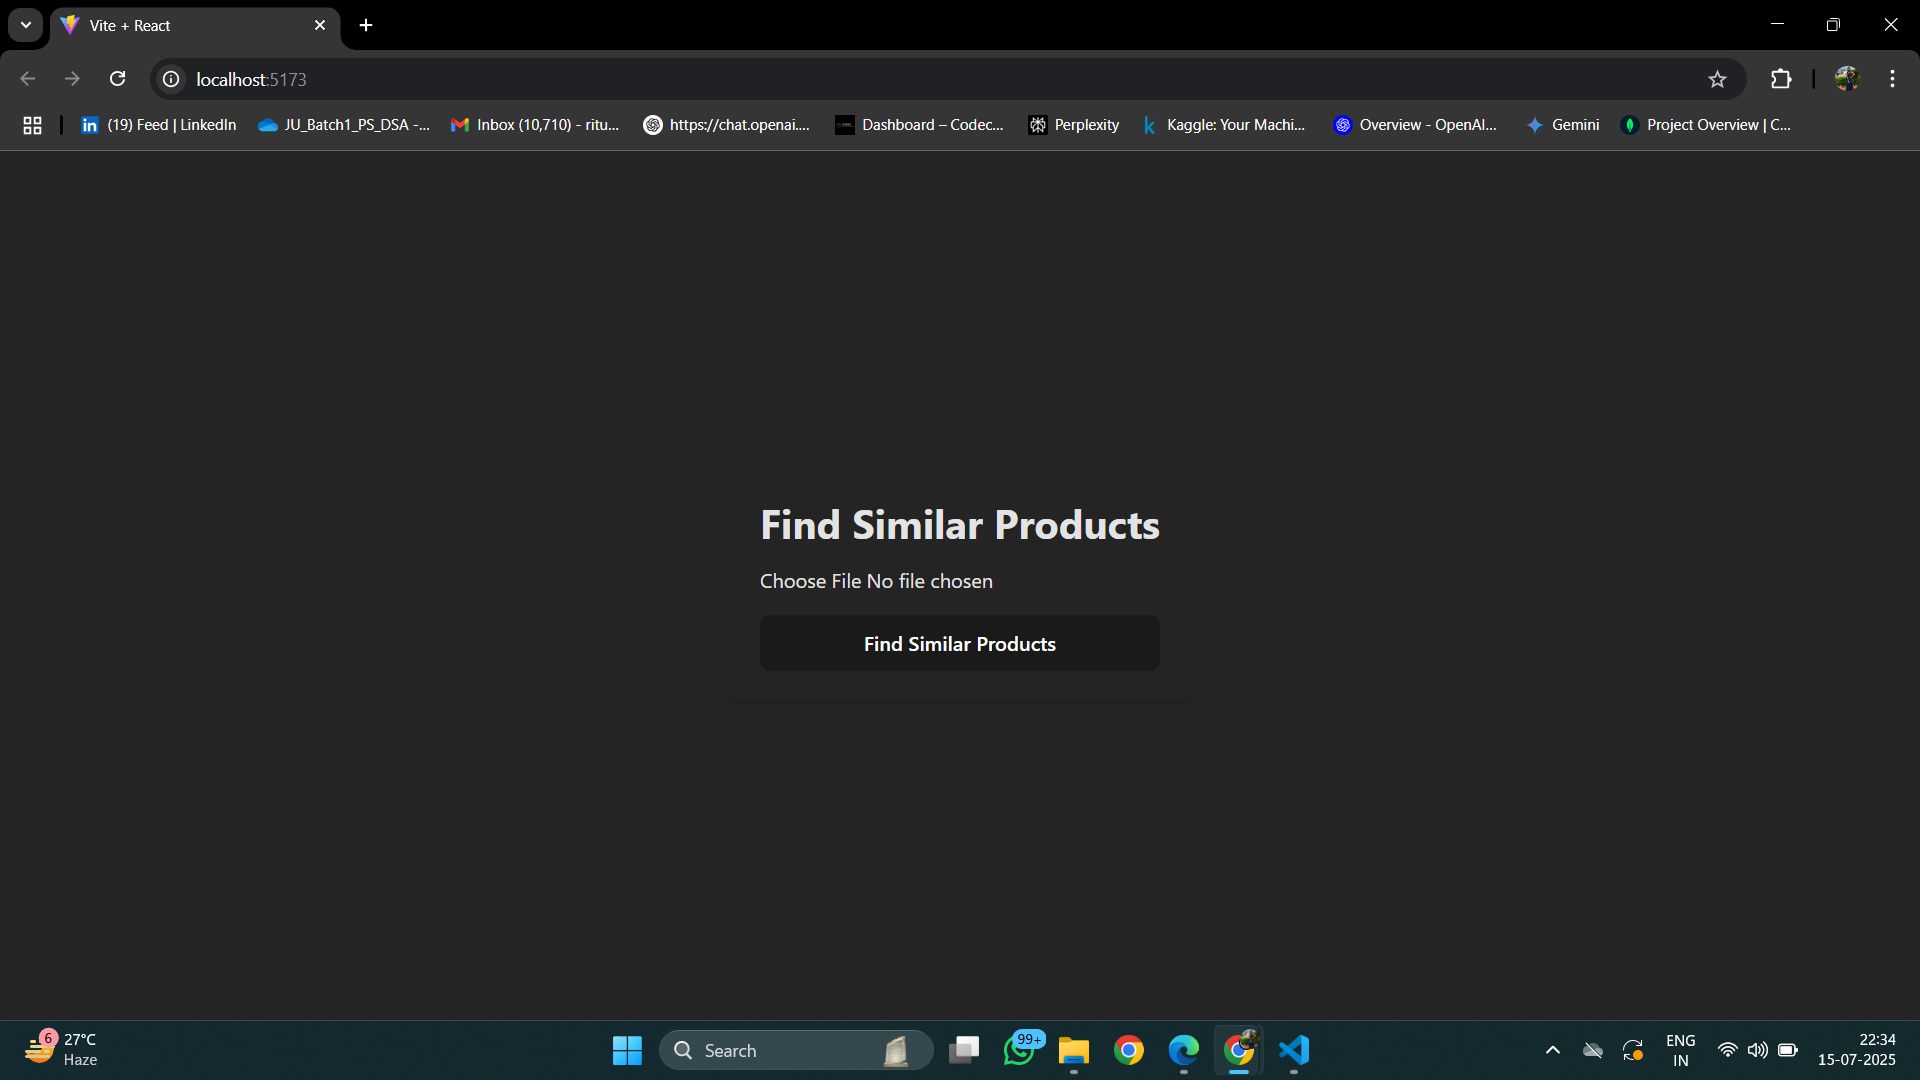 Vite + React
localhost:5173
(19) Feed | LinkedIn
JU_Batch1_PS_DSA -...
Inbox (10,710) - ritu...
https://chat.openai....
Dashboard – Codec...
Perplexity
Kaggle: Your Machi...
Overview - OpenAI...
Gemini
Project Overview | C...
Find Similar Products
Choose File No file chosen
Find Similar Products
6
27°C
Haze
Search
99+
ENG
IN
22:34
15-07-2025